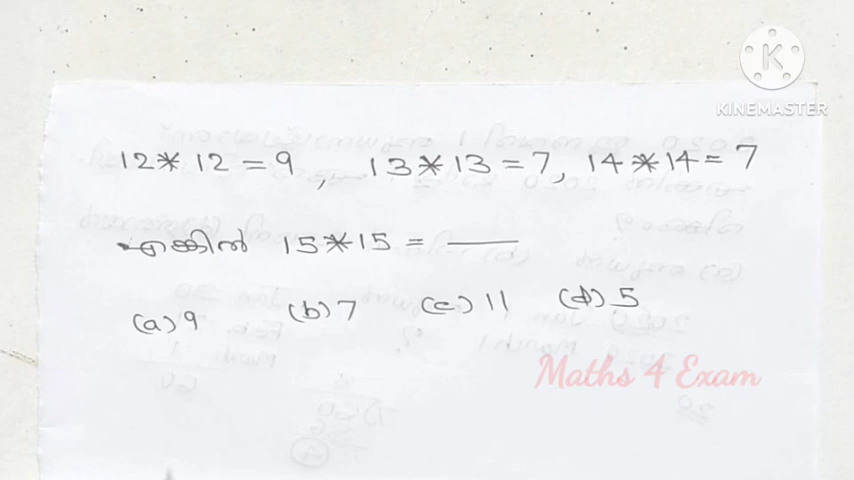 KINEMASTER
12 * 12 = 9 , 13 * 13 = 7, 14 * 14 = 7
എങ്കിൽ 15 * 15 = ____
(a) 9 (b) 7 (c) 11 (d) 5
Maths 4 Exam